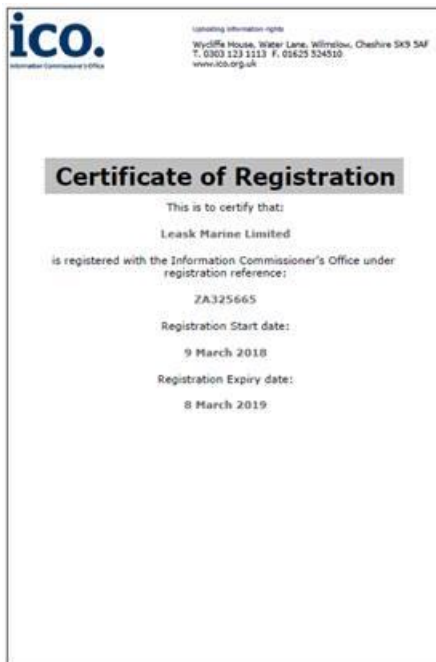 ico.
Information Commissioner's Office
Upholding information rights
Wycliffe House, Water Lane, Wilmslow, Cheshire SK9 5AF
T. 0303 123 1113 F. 01625 524510
www.ico.org.uk
Certificate of Registration
This is to certify that:
Leask Marine Limited
is registered with the Information Commissioner's Office under
registration reference:
ZA325665
Registration Start date:
9 March 2018
Registration Expiry date:
8 March 2019